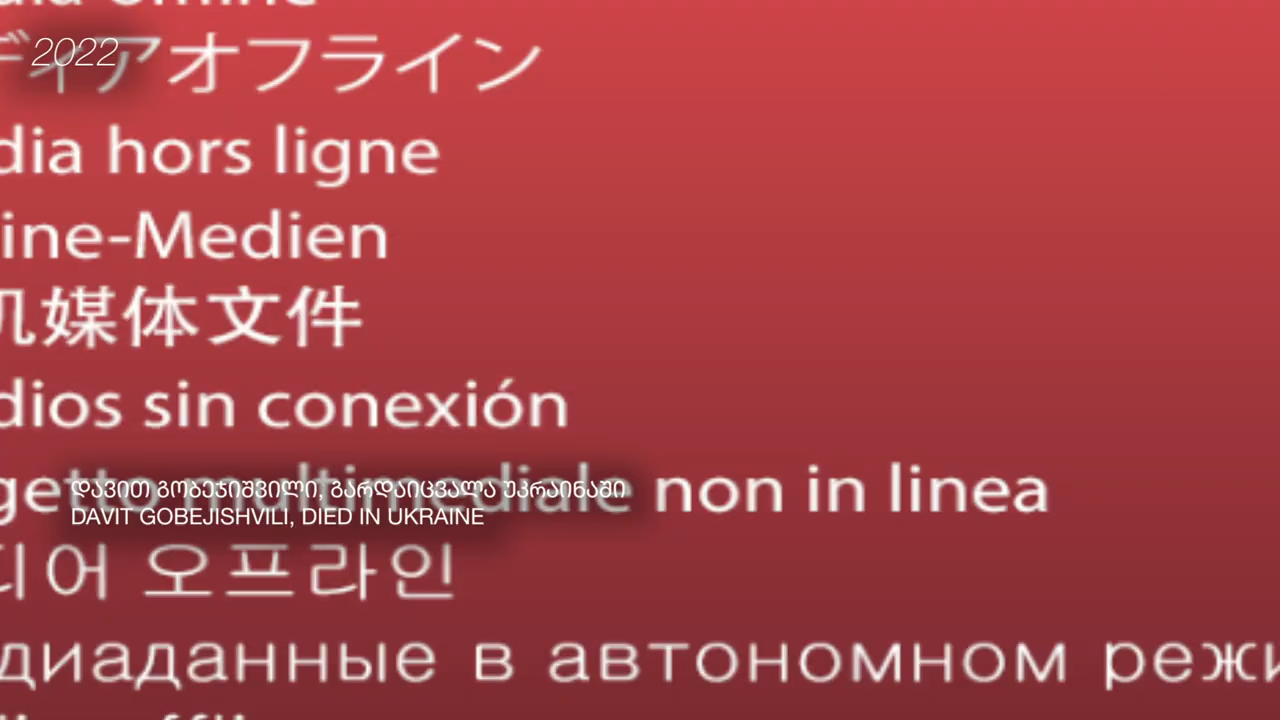 2022
ディアオフライン
dia hors ligne
ine-Medien
机媒体文件
dios sin conexión
getto multimediale non in linea
ᲓᲐᲕᲘᲗ ᲒᲝᲑᲔᲯᲘᲨᲕᲘᲚᲘ, ᲒᲐᲠᲓᲐᲘᲪᲕᲐᲚᲐ ᲣᲙᲠᲐᲘᲜᲐᲨᲘ
DAVIT GOBEJISHVILI, DIED IN UKRAINE
디어 오프라인
диаданные в автономном режи